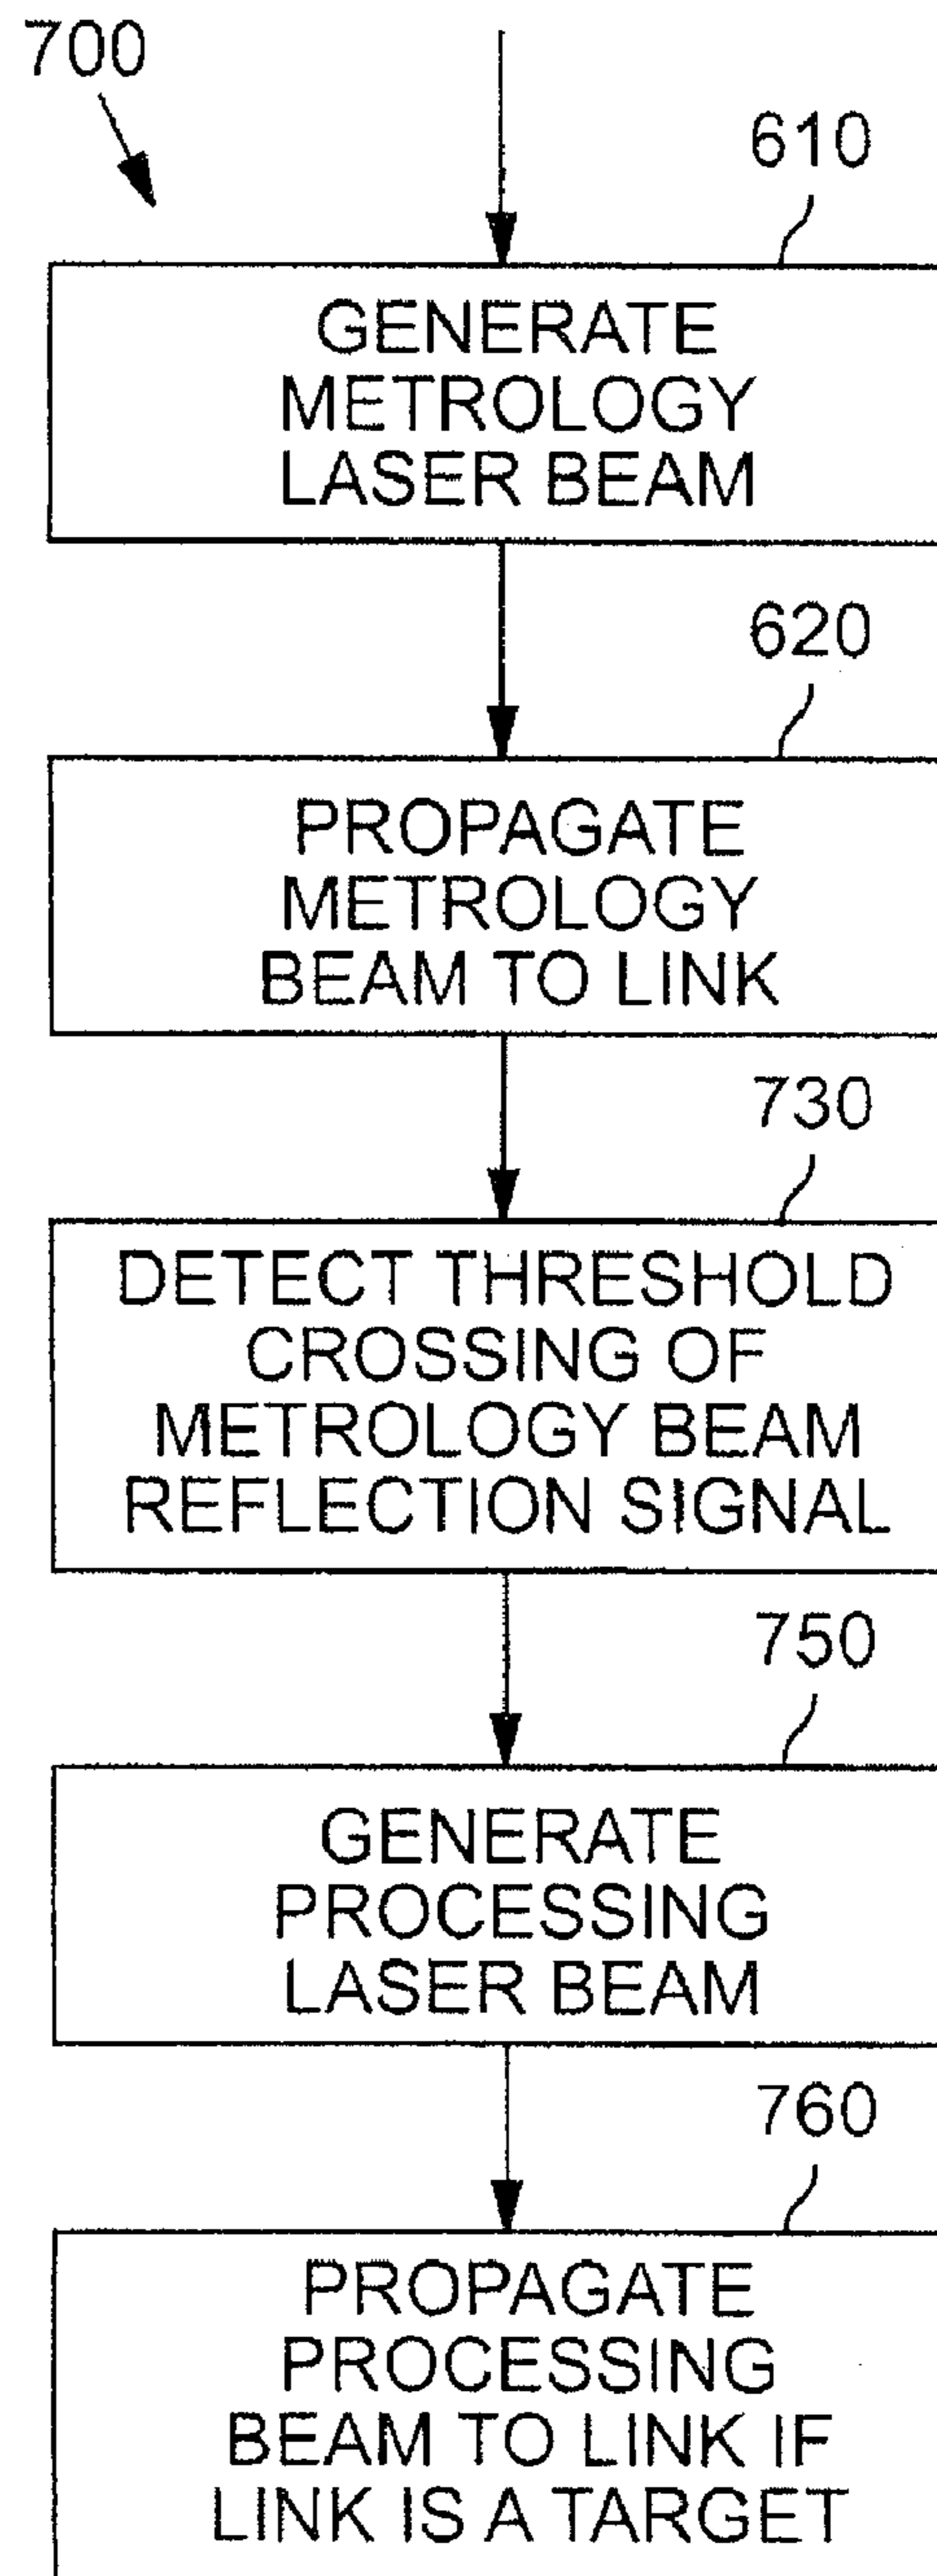 700
610
GENERATE
METROLOGY
LASER BEAM
620
PROPAGATE
METROLOGY
BEAM TO LINK
730
DETECT THRESHOLD
CROSSING OF
METROLOGY BEAM
REFLECTION SIGNAL
750
GENERATE
PROCESSING
LASER BEAM
760
PROPAGATE
PROCESSING
BEAM TO LINK IF
LINK IS A TARGET